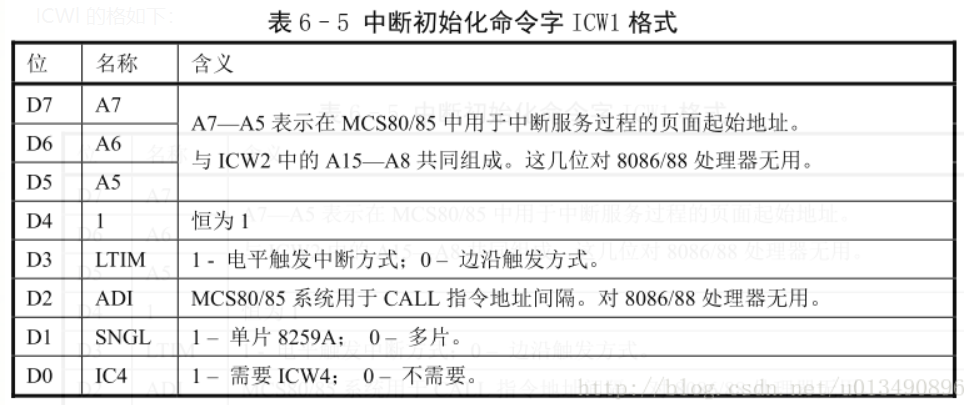 ICWI 的格如下:
表 6-5 中断初始化命令字 ICW1 格式
位 名称 含义
D7 A7
A7—A5 表示在 MCS80/85 中用于中断服务过程的页面起始地址。
D6 A6
与 ICW2 中的 A15—A8 共同组成。这几位对 8086/88 处理器无用。
D5 A5
D4 1 恒为 1
D3 LTIM 1 - 电平触发中断方式；0 – 边沿触发方式。
D2 ADI MCS80/85 系统用于 CALL 指令地址间隔。对 8086/88 处理器无用。
D1 SNGL 1 – 单片 8259A； 0 – 多片。
D0 IC4 1 – 需要 ICW4； 0 – 不需要。
http://blog.csdn.net/u013490896